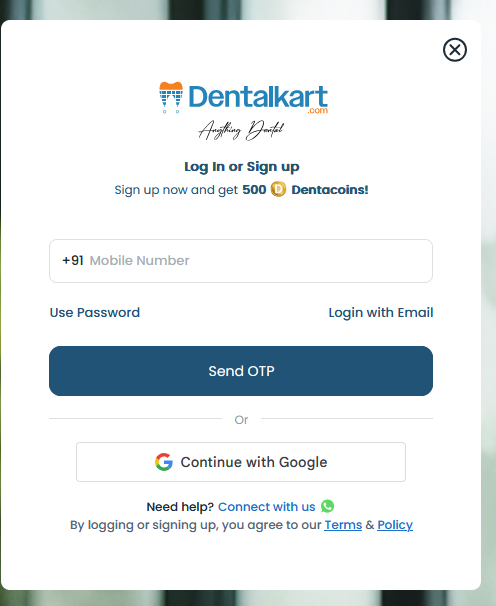 Dentalkart
.com
Anything Dental
Log In or Sign up
Sign up now and get 500 D Dentacoins!
+91 Mobile Number
Use Password
Login with Email
Send OTP
Or
Continue with Google
Need help? Connect with us
By logging or signing up, you agree to our Terms & Policy